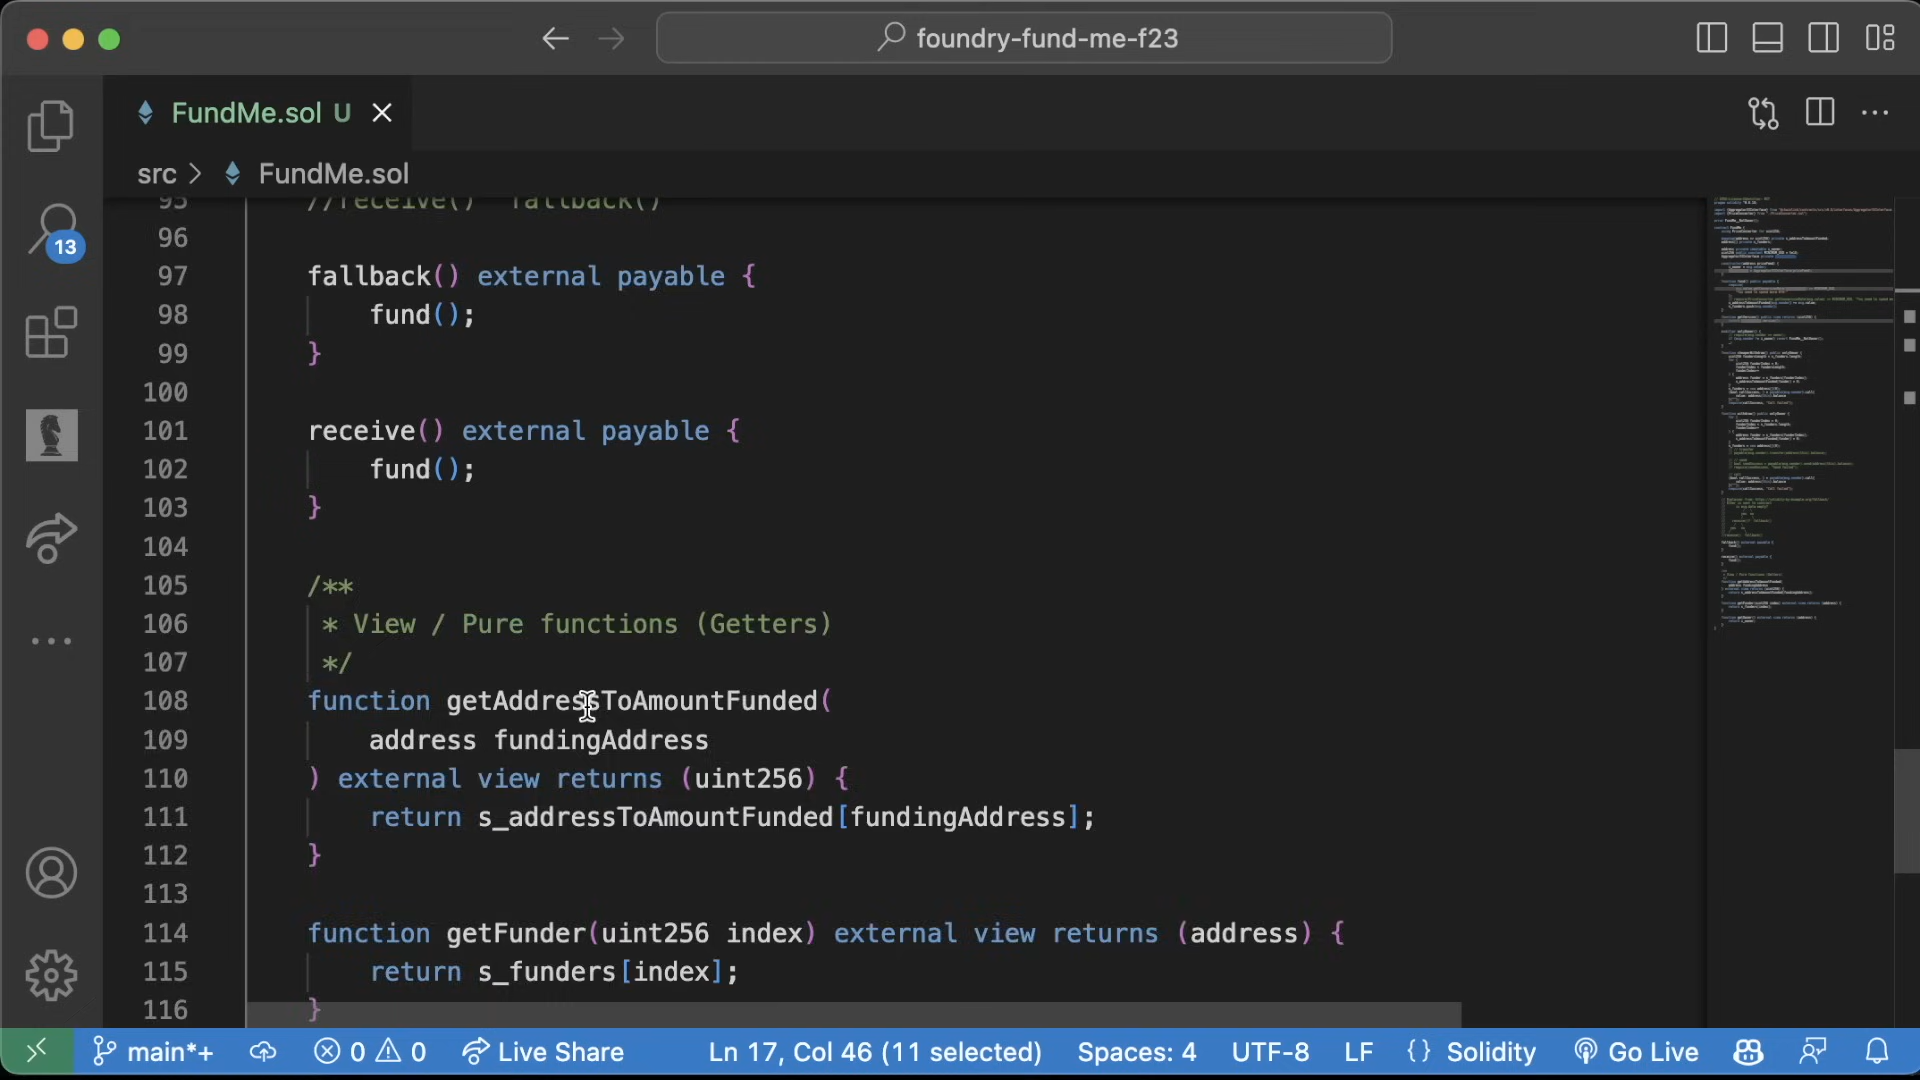 foundry-fund-me-f23
FundMe.sol U
src > FundMe.sol
13
95 //receive() fallback()
96
97 fallback() external payable {
98 fund();
99 }
100
101 receive() external payable {
102 fund();
103 }
104
105 /**
106 * View / Pure functions (Getters)
107 */
108 function getAddressToAmountFunded(
109 address fundingAddress
110 ) external view returns (uint256) {
111 return s_addressToAmountFunded[fundingAddress];
112 }
113
114 function getFunder(uint256 index) external view returns (address) {
115 return s_funders[index];
116 }
main*+ 0 0 Live Share Ln 17, Col 46 (11 selected) Spaces: 4 UTF-8 LF {} Solidity Go Live